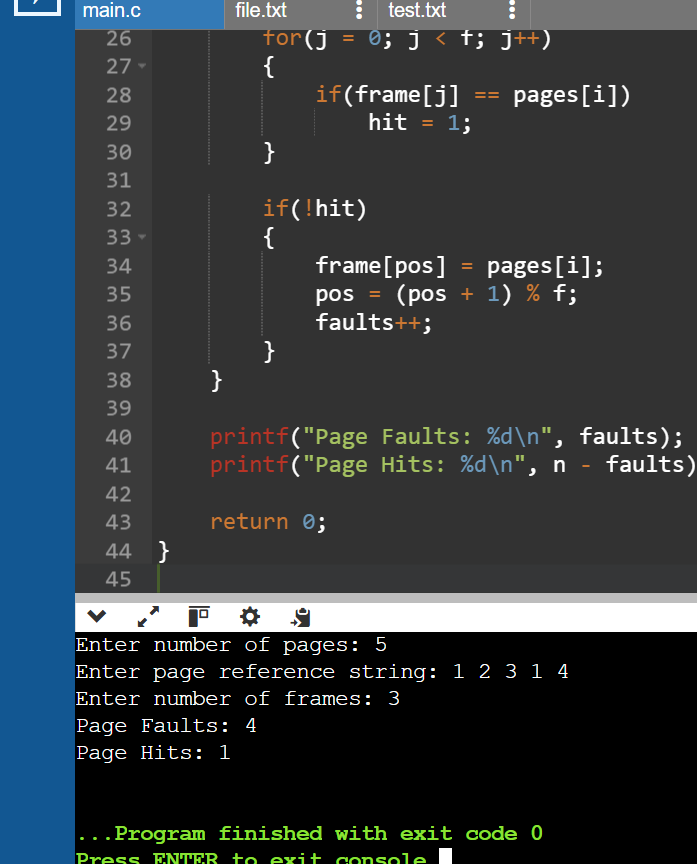 main.c file.txt test.txt
26 for(j = 0; j < f; j++)
27 {
28 if(frame[j] == pages[i])
29 hit = 1;
30 }
31
32 if(!hit)
33 {
34 frame[pos] = pages[i];
35 pos = (pos + 1) % f;
36 faults++;
37 }
38 }
39
40 printf("Page Faults: %d\n", faults);
41 printf("Page Hits: %d\n", n - faults)
42
43 return 0;
44 }
45
Enter number of pages: 5
Enter page reference string: 1 2 3 1 4
Enter number of frames: 3
Page Faults: 4
Page Hits: 1
...Program finished with exit code 0
Press ENTER to exit console.